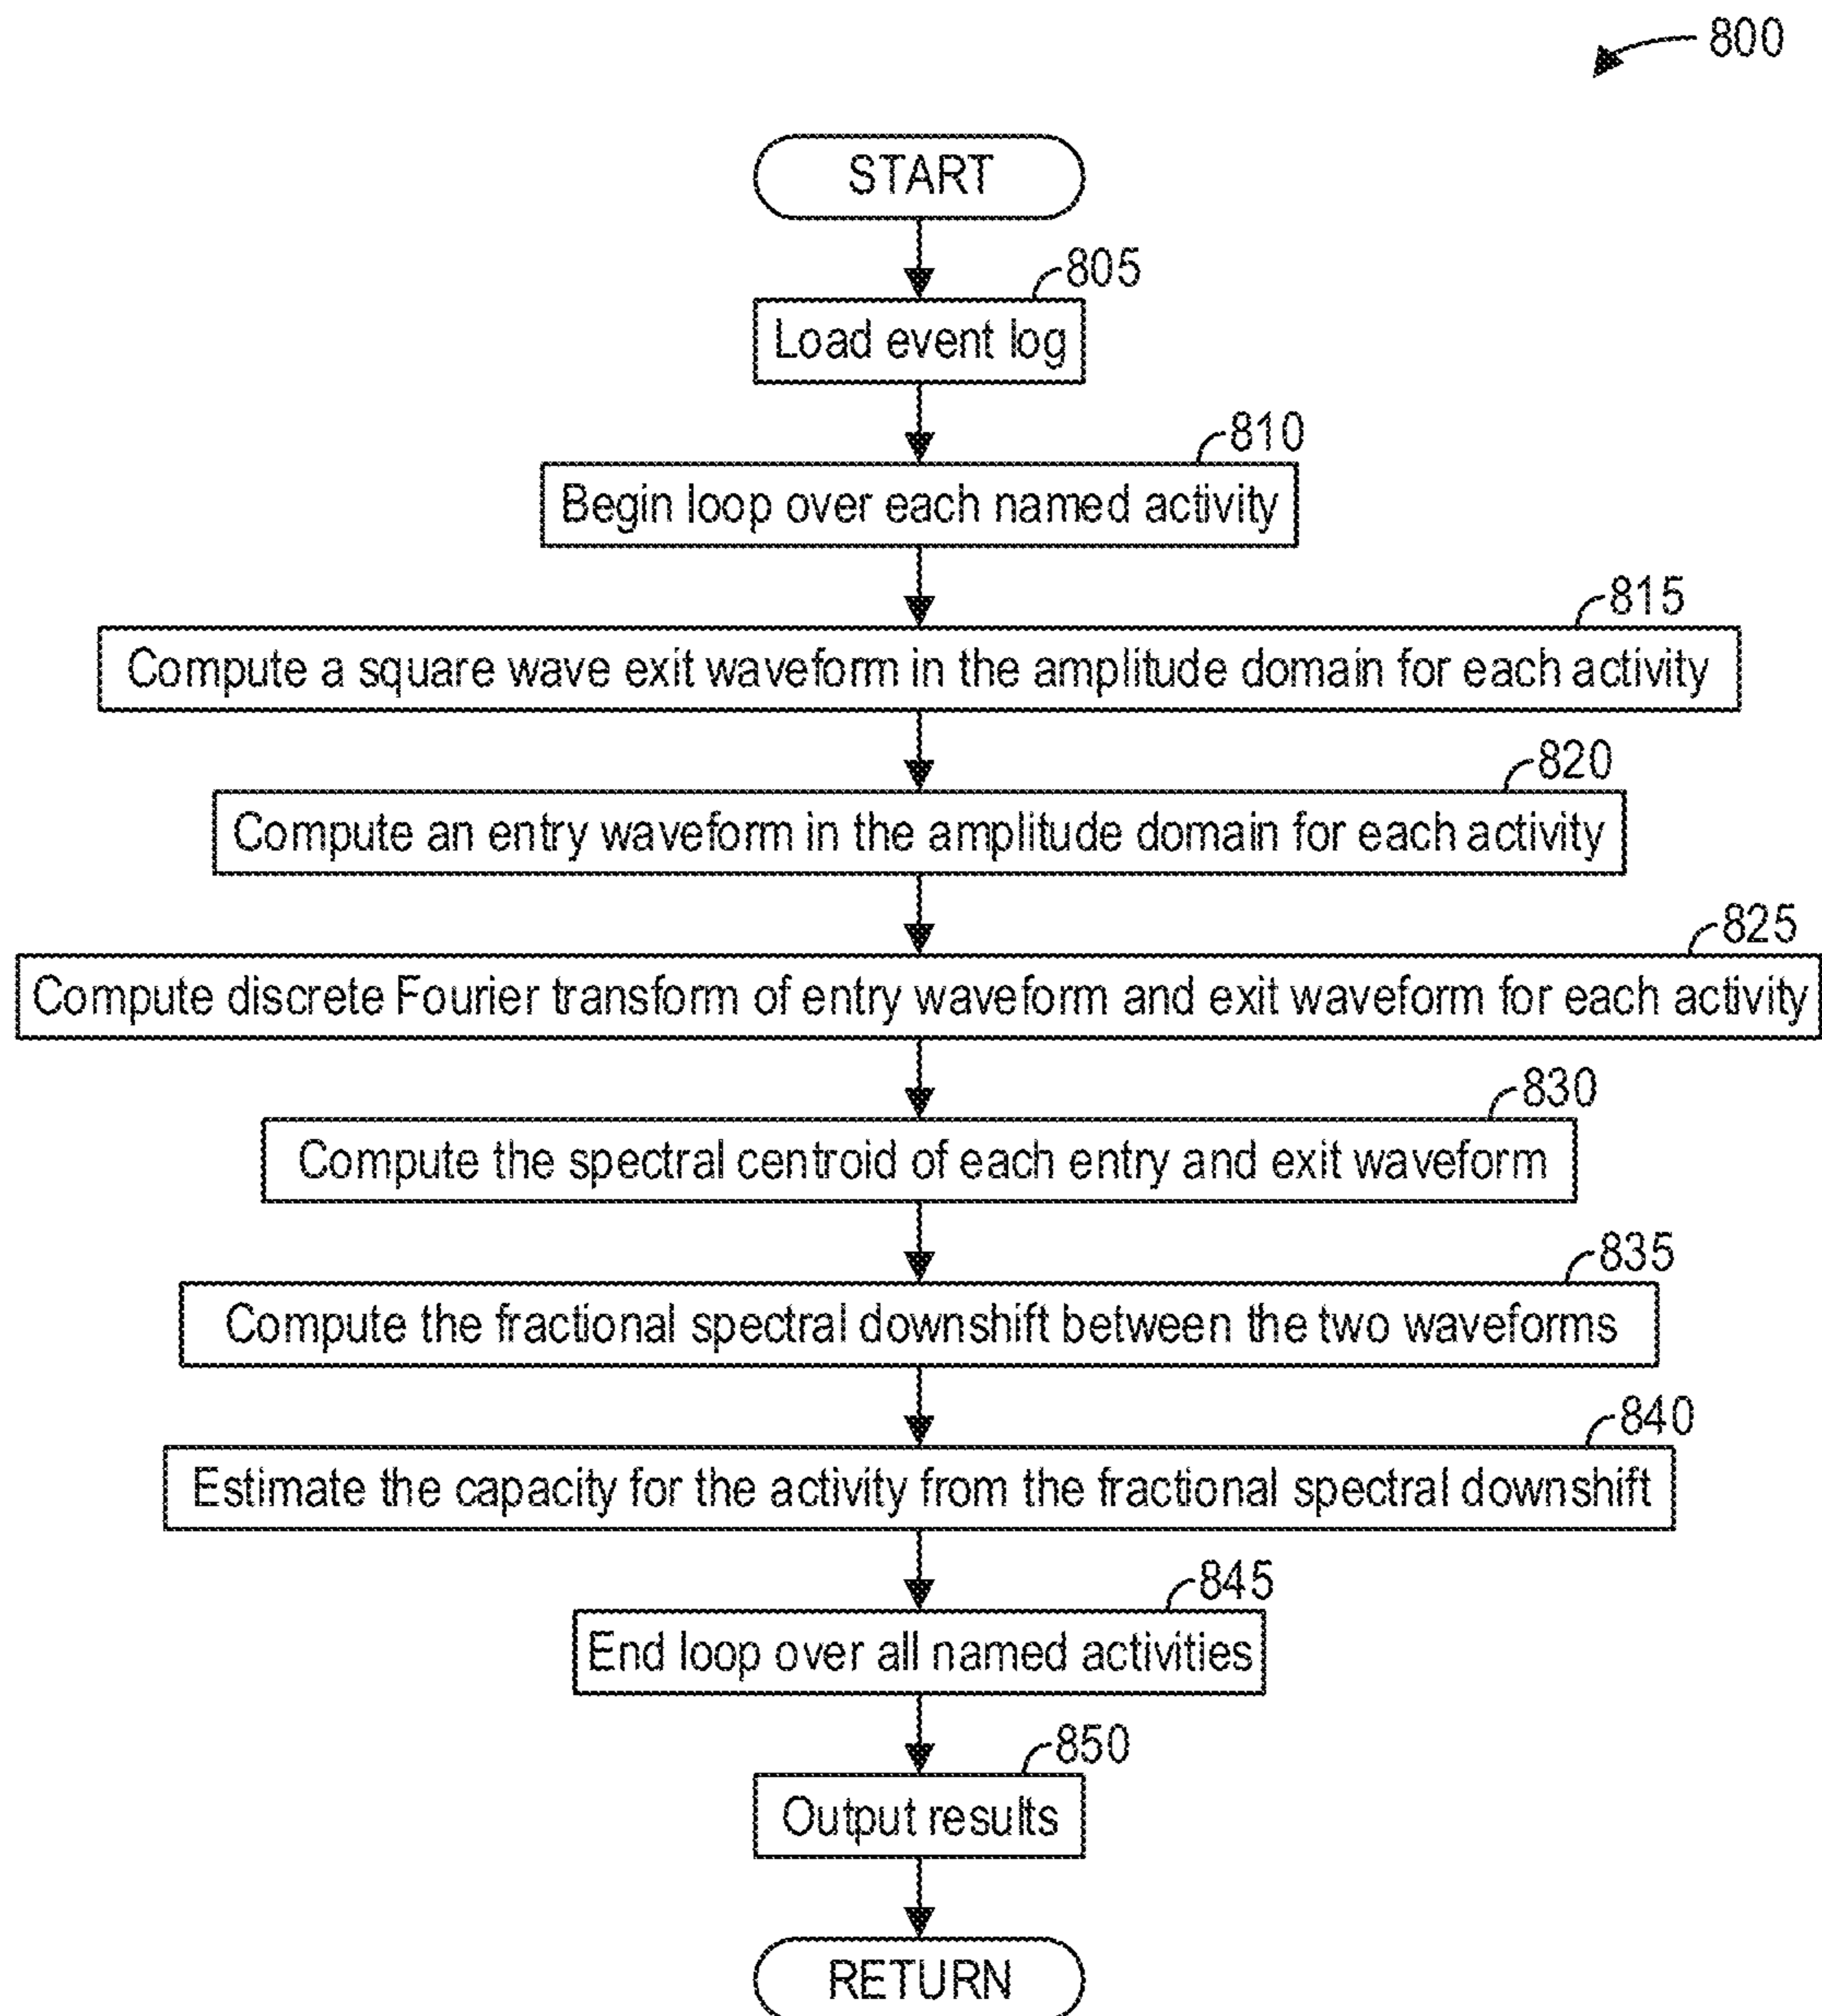 800
START
805
Load event log
810
Begin loop over each named activity
815
Compute a square wave exit waveform in the amplitude domain for each activity
820
Compute an entry waveform in the amplitude domain for each activity
825
Compute discrete Fourier transform of entry waveform and exit waveform for each activity
830
Compute the spectral centroid of each entry and exit waveform
835
Compute the fractional spectral downshift between the two waveforms
840
Estimate the capacity for the activity from the fractional spectral downshift
845
End loop over all named activities
850
Output results
RETURN